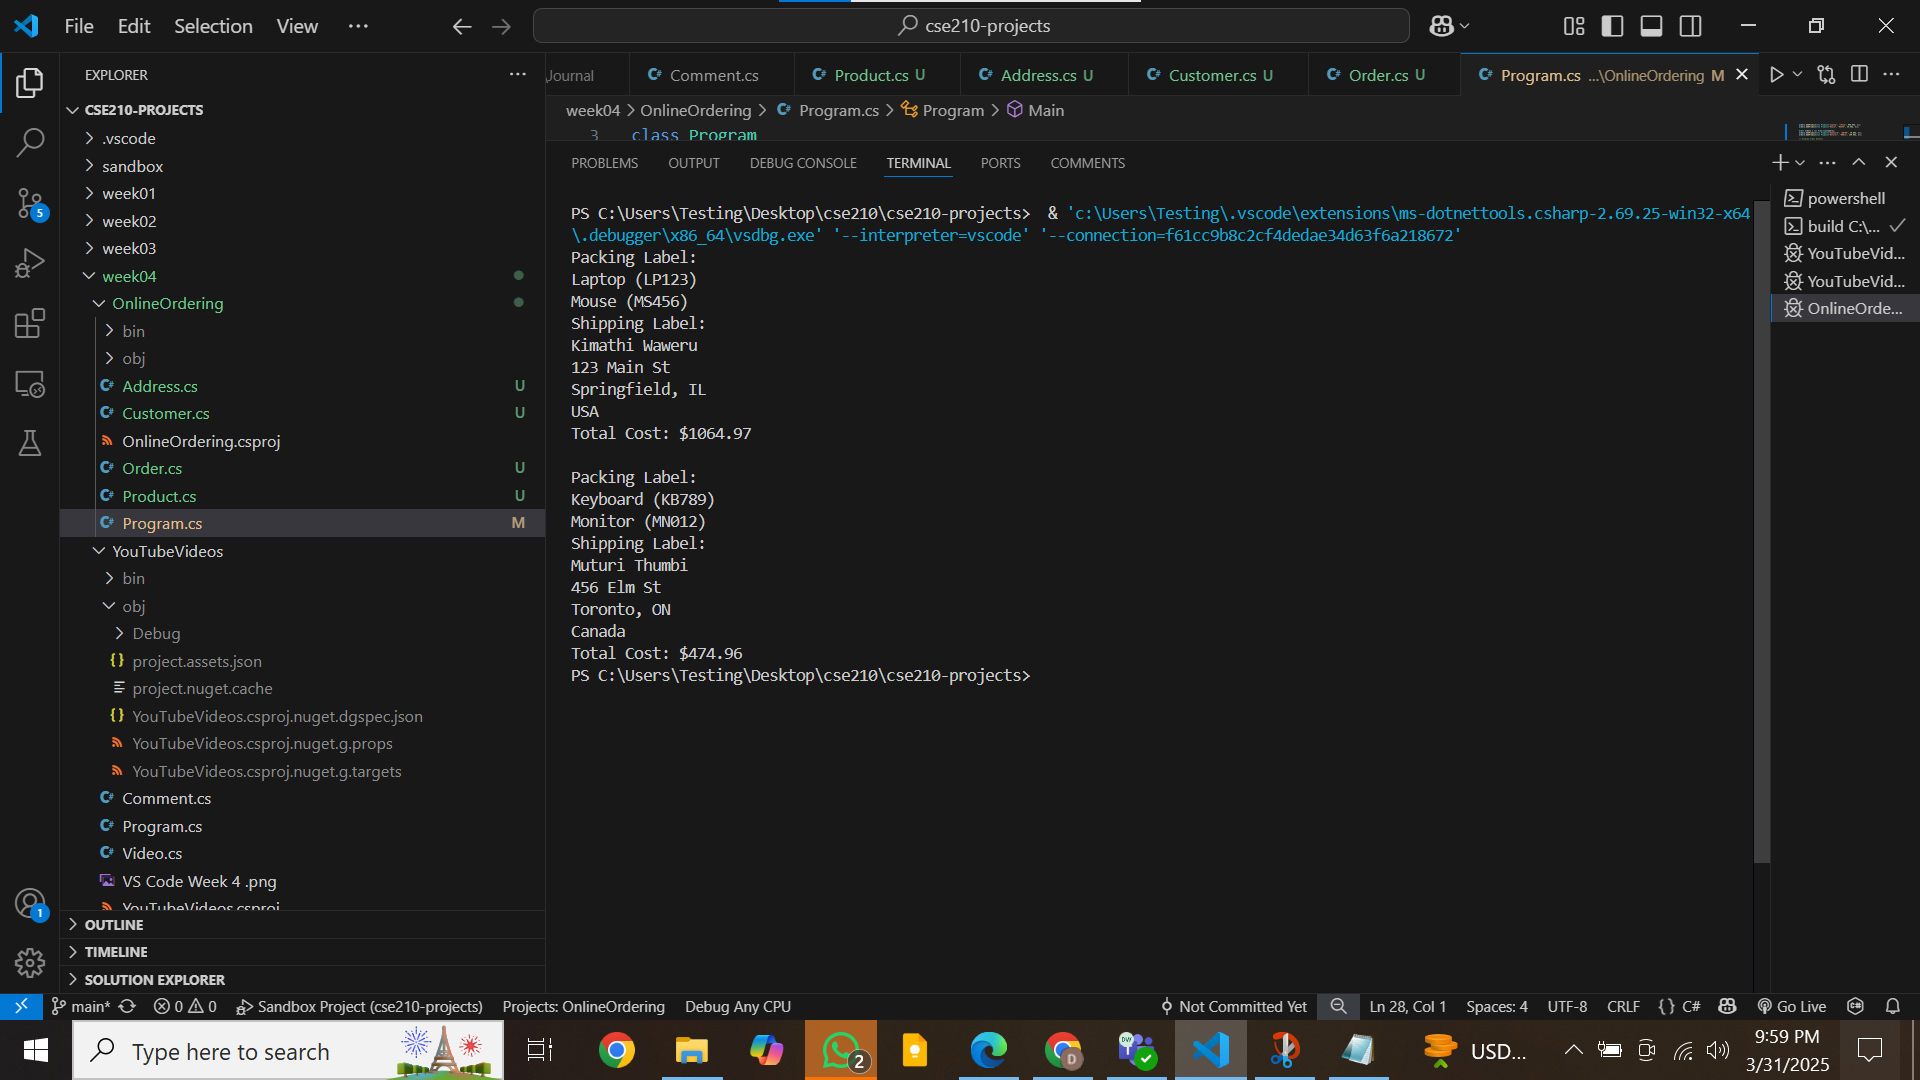 File Edit Selection View ···
cse210-projects
EXPLORER
CSE210-PROJECTS
.vscode
sandbox
week01
week02
week03
week04
OnlineOrdering
bin
obj
Address.cs U
Customer.cs U
OnlineOrdering.csproj
Order.cs U
Product.cs U
Program.cs M
YouTubeVideos
bin
obj
Debug
project.assets.json
project.nuget.cache
YouTubeVideos.csproj.nuget.dgspec.json
YouTubeVideos.csproj.nuget.g.props
YouTubeVideos.csproj.nuget.g.targets
Comment.cs
Program.cs
Video.cs
VS Code Week 4 .png
YouTubeVideos.csproj
OUTLINE
TIMELINE
SOLUTION EXPLORER
5
1
Journal Comment.cs Product.cs U Address.cs U Customer.cs U Order.cs U Program.cs ...\OnlineOrdering M
week04 > OnlineOrdering > Program.cs > Program > Main
3 class Program
PROBLEMS OUTPUT DEBUG CONSOLE TERMINAL PORTS COMMENTS
PS C:\Users\Testing\Desktop\cse210\cse210-projects>  & 'c:\Users\Testing\.vscode\extensions\ms-dotnettools.csharp-2.69.25-win32-x64
\.debugger\x86_64\vsdbg.exe' '--interpreter=vscode' '--connection=f61cc9b8c2cf4dedae34d63f6a218672'
Packing Label:
Laptop (LP123)
Mouse (MS456)
Shipping Label:
Kimathi Waweru
123 Main St
Springfield, IL
USA
Total Cost: $1064.97
Packing Label:
Keyboard (KB789)
Monitor (MN012)
Shipping Label:
Muturi Thumbi
456 Elm St
Toronto, ON
Canada
Total Cost: $474.96
PS C:\Users\Testing\Desktop\cse210\cse210-projects>
powershell
build C:\...
YouTubeVid...
YouTubeVid...
OnlineOrde...
main* 0 0 Sandbox Project (cse210-projects) Projects: OnlineOrdering Debug Any CPU Not Committed Yet Ln 28, Col 1 Spaces: 4 UTF-8 CRLF {} C# Go Live
Type here to search
2
D
DW
USD...
9:59 PM
3/31/2025